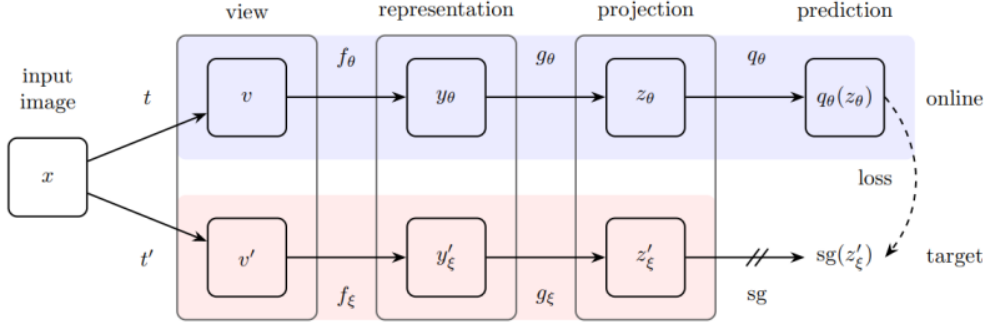 view representation projection prediction
input
image
t
f_θ
g_θ
q_θ
v
y_θ
z_θ
q_θ(z_θ)
online
x
loss
t′
v′
y′_ξ
z′_ξ
sg(z′_ξ)
target
f_ξ
g_ξ
sg